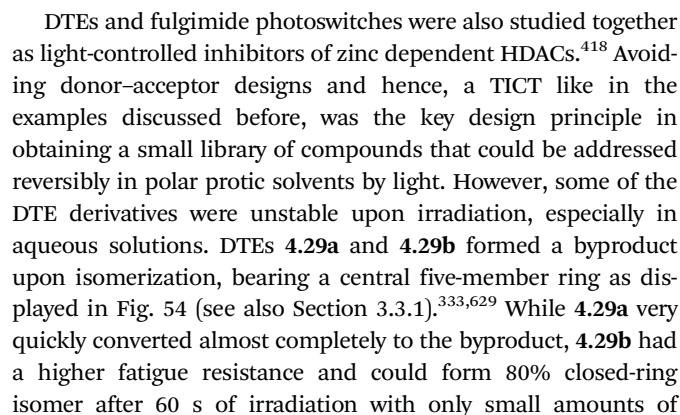 DTEs and fulgimide photoswitches were also studied together
as light-controlled inhibitors of zinc dependent HDACs.418 Avoid-
ing donor–acceptor designs and hence, a TICT like in the
examples discussed before, was the key design principle in
obtaining a small library of compounds that could be addressed
reversibly in polar protic solvents by light. However, some of the
DTE derivatives were unstable upon irradiation, especially in
aqueous solutions. DTEs 4.29a and 4.29b formed a byproduct
upon isomerization, bearing a central five-member ring as dis-
played in Fig. 54 (see also Section 3.3.1).333,629 While 4.29a very
quickly converted almost completely to the byproduct, 4.29b had
a higher fatigue resistance and could form 80% closed-ring
isomer after 60 s of irradiation with only small amounts of